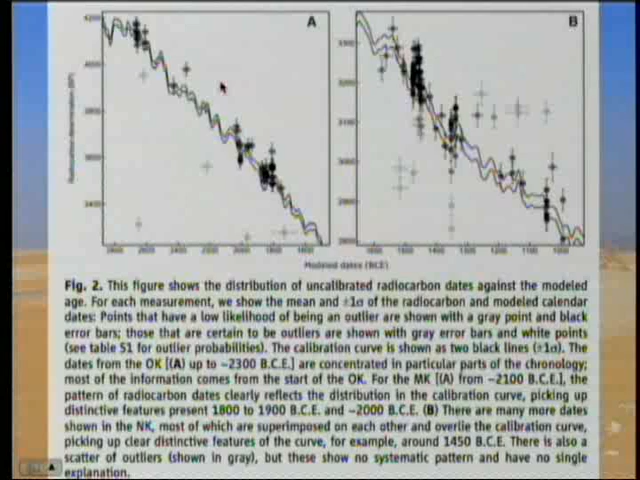 A
B
Modeled dates (BCE)
Fig. 2. This figure shows the distribution of uncalibrated radiocarbon dates against the modeled
age. For each measurement, we show the mean and ±1σ of the radiocarbon and modeled calendar
dates: Points that have a low likelihood of being an outlier are shown with a gray point and black
error bars; those that are certain to be outliers are shown with gray error bars and white points
(see table S1 for outlier probabilities). The calibration curve is shown as two black lines (±1σ). The
dates from the OK [(A) up to ~2300 B.C.E.] are concentrated in particular parts of the chronology;
most of the information comes from the start of the OK. For the MK [(A) from ~2100 B.C.E.], the
pattern of radiocarbon dates clearly reflects the distribution in the calibration curve, picking up
distinctive features present 1800 to 1900 B.C.E. and ~2000 B.C.E. (B) There are many more dates
shown in the NK, most of which are superimposed on each other and overlie the calibration curve,
picking up clear distinctive features of the curve, for example, around 1450 B.C.E. There is also a
scatter of outliers (shown in gray), but these show no systematic pattern and have no single
explanation.